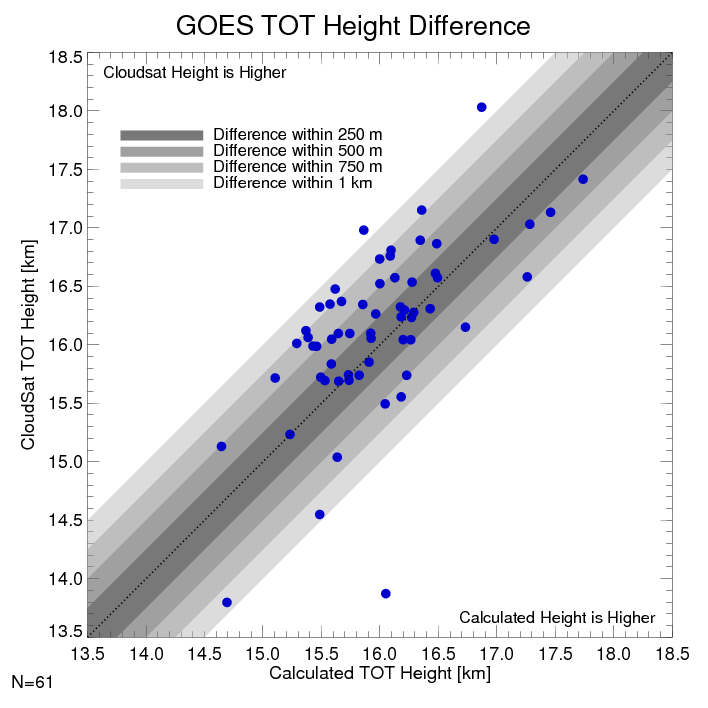 GOES TOT Height Difference
Cloudsat Height is Higher
Difference within 250 m
Difference within 500 m
Difference within 750 m
Difference within 1 km
18.5
18.0
17.5
17.0
16.5
16.0
15.5
15.0
14.5
14.0
13.5
CloudSat TOT Height [km]
Calculated Height is Higher
13.5 14.0 14.5 15.0 15.5 16.0 16.5 17.0 17.5 18.0 18.5
Calculated TOT Height [km]
N=61